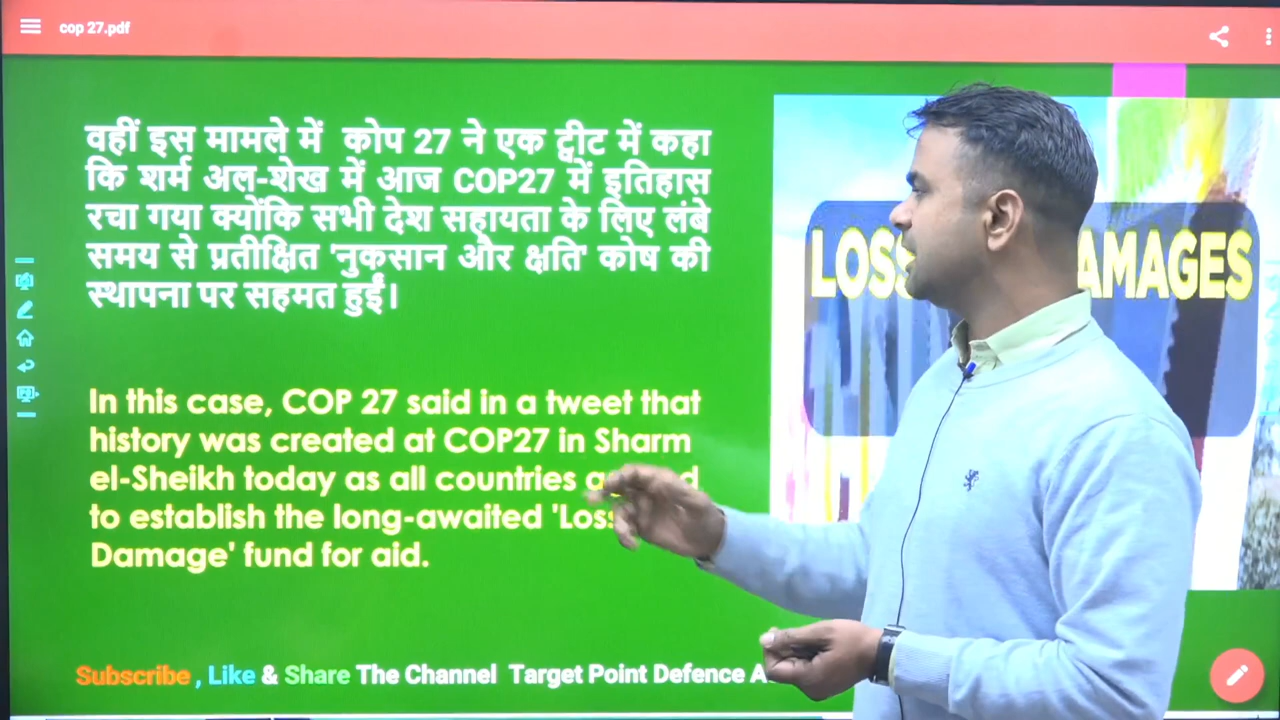 cop 27.pdf
वहीं इस मामले में कोप 27 ने एक ट्वीट में कहा
कि शर्म अल-शेख में आज COP27 में इतिहास
रचा गया क्योंकि सभी देश सहायता के लिए लंबे
समय से प्रतीक्षित 'नुकसान और क्षति' कोष की
स्थापना पर सहमत हुईं।
In this case, COP 27 said in a tweet that
history was created at COP27 in Sharm
el-Sheikh today as all countries
to establish the long-awaited 'Loss
Damage' fund for aid.
LOSS AMAGES
Subscribe , Like & Share The Channel Target Point Defence A